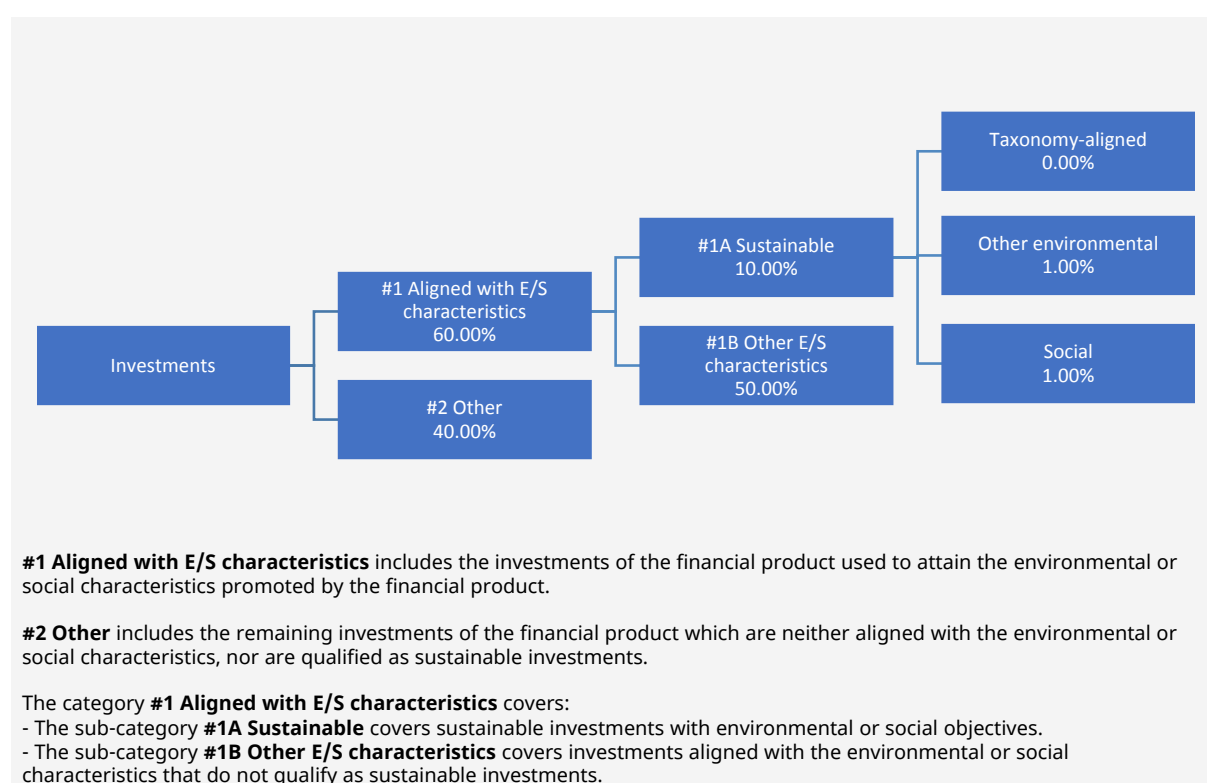 Taxonomy-aligned
0.00%
#1A Sustainable
10.00%
Other environmental
1.00%
#1 Aligned with E/S
characteristics
60.00%
Investments
#1B Other E/S
characteristics
50.00%
Social
1.00%
#2 Other
40.00%
#1 Aligned with E/S characteristics includes the investments of the financial product used to attain the environmental or
social characteristics promoted by the financial product.
#2 Other includes the remaining investments of the financial product which are neither aligned with the environmental or
social characteristics, nor are qualified as sustainable investments.
The category #1 Aligned with E/S characteristics covers:
- The sub-category #1A Sustainable covers sustainable investments with environmental or social objectives.
- The sub-category #1B Other E/S characteristics covers investments aligned with the environmental or social
characteristics that do not qualify as sustainable investments.